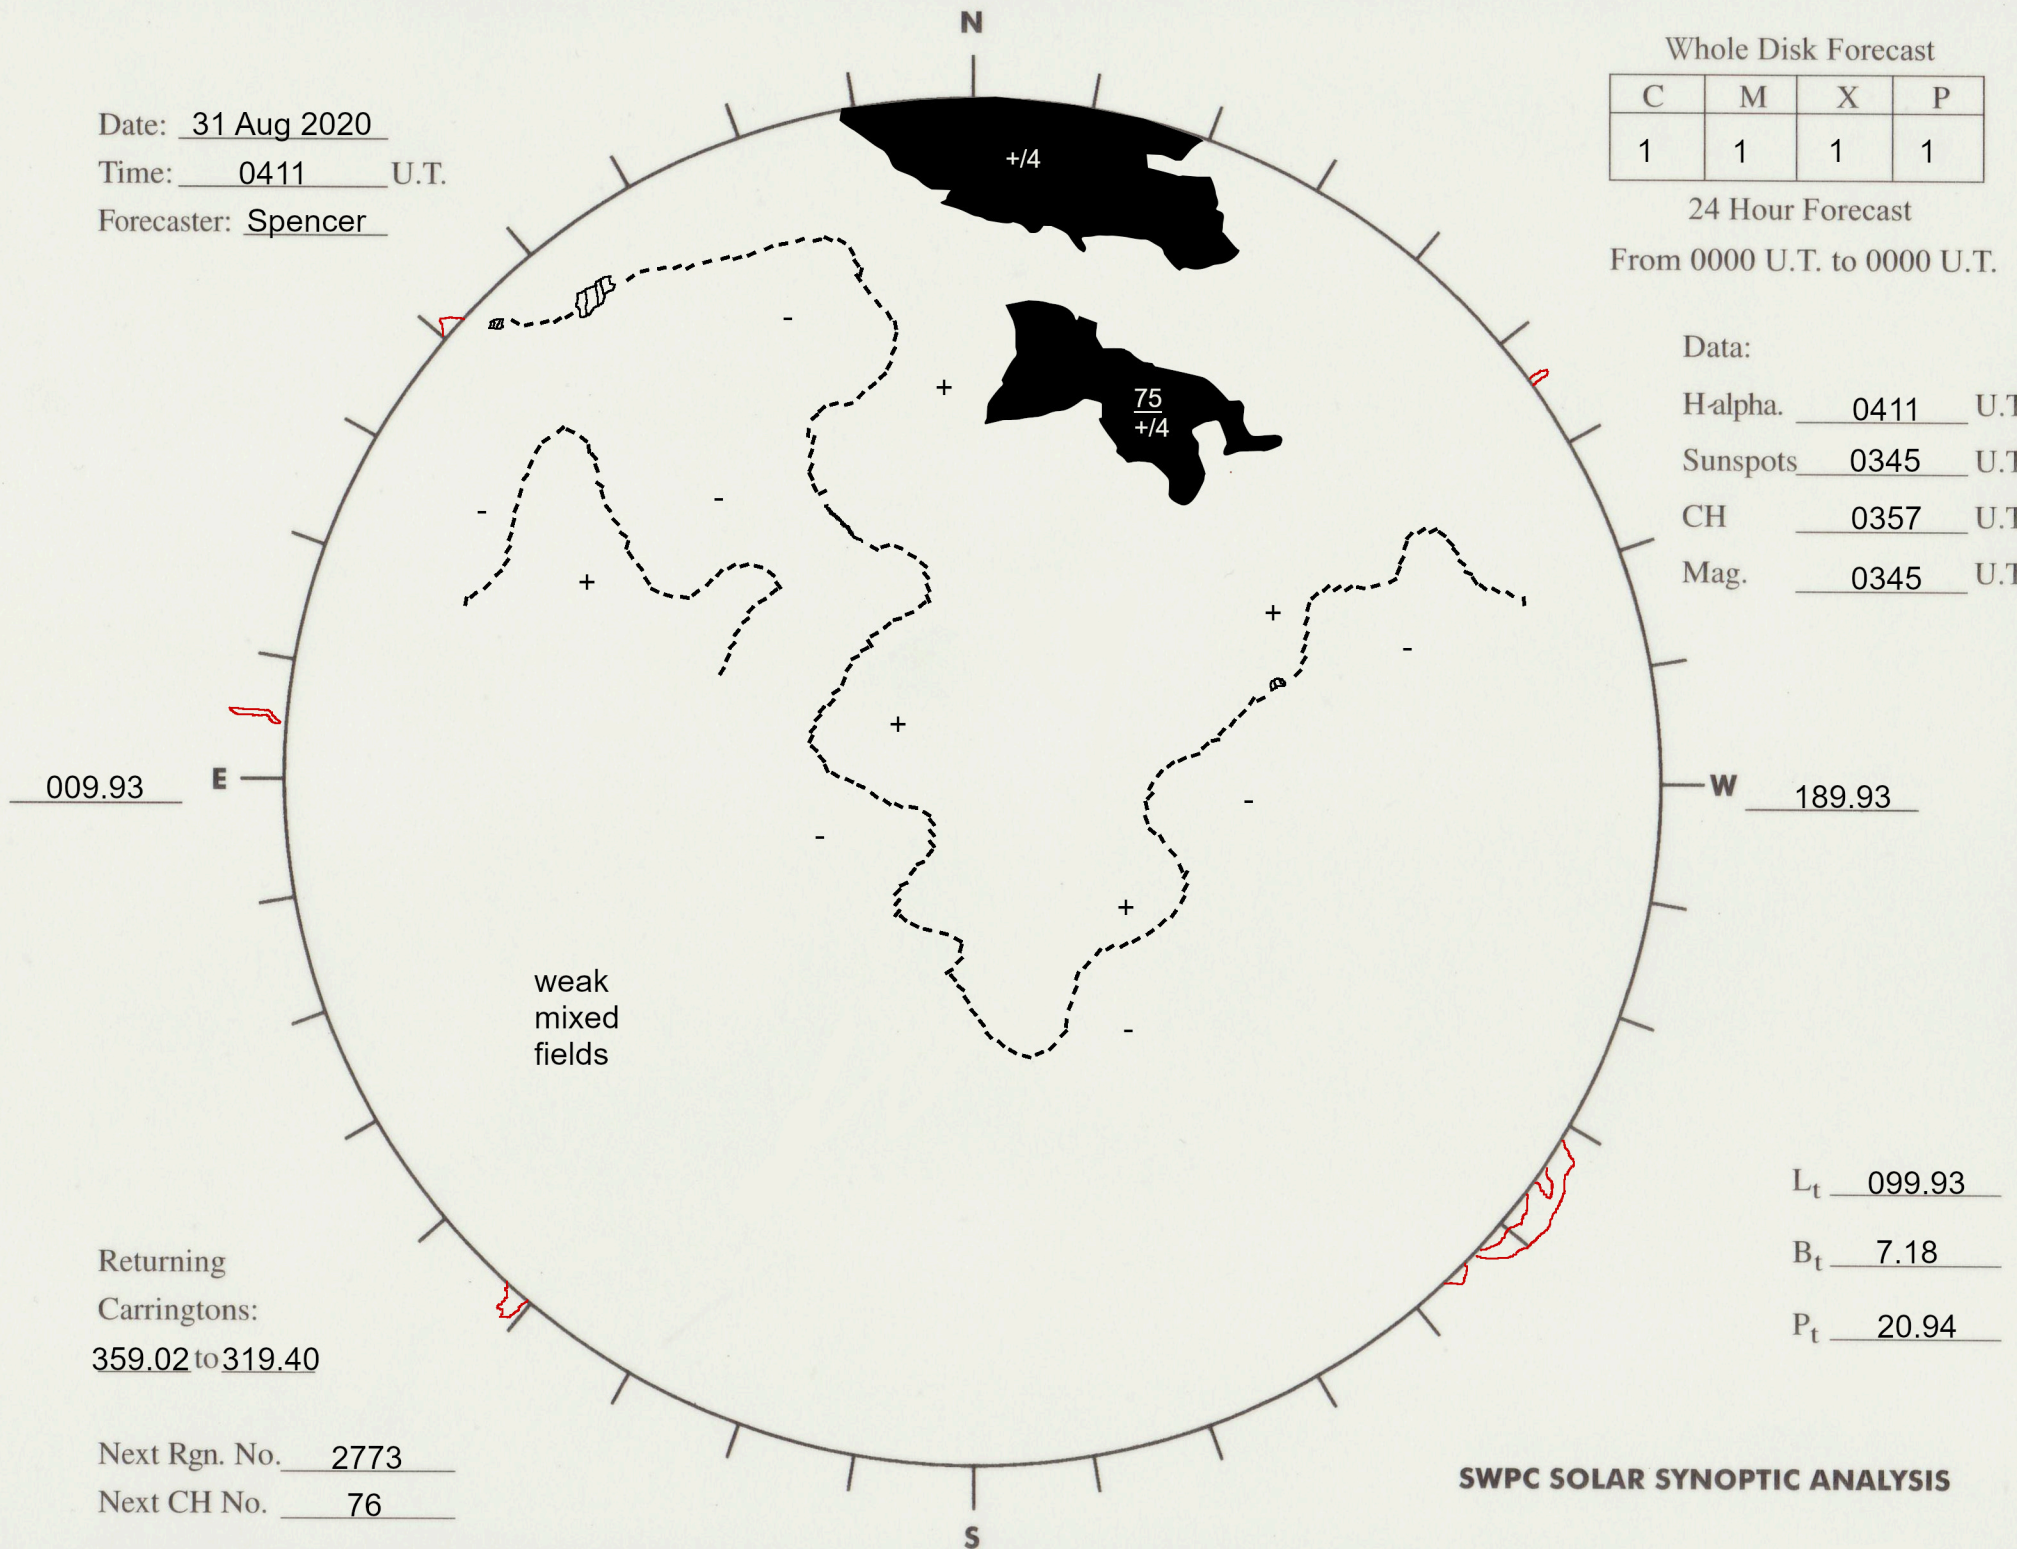 N
Whole Disk Forecast
C M X P
1 1 1 1
24 Hour Forecast
From 0000 U.T. to 0000 U.T.
Date: 31 Aug 2020
Time: 0411 U.T.
Forecaster: Spencer
+/4
-
+
75
+/4
-
-
+
+
-
+
-
-
+
-
Data:
H-alpha. 0411 U.T
Sunspots 0345 U.T
CH 0357 U.T
Mag. 0345 U.T
009.93 E
W 189.93
weak
mixed
fields
Lt 099.93
Bt 7.18
Pt 20.94
Returning
Carringtons:
359.02 to 319.40
Next Rgn. No. 2773
Next CH No. 76
SWPC SOLAR SYNOPTIC ANALYSIS
S